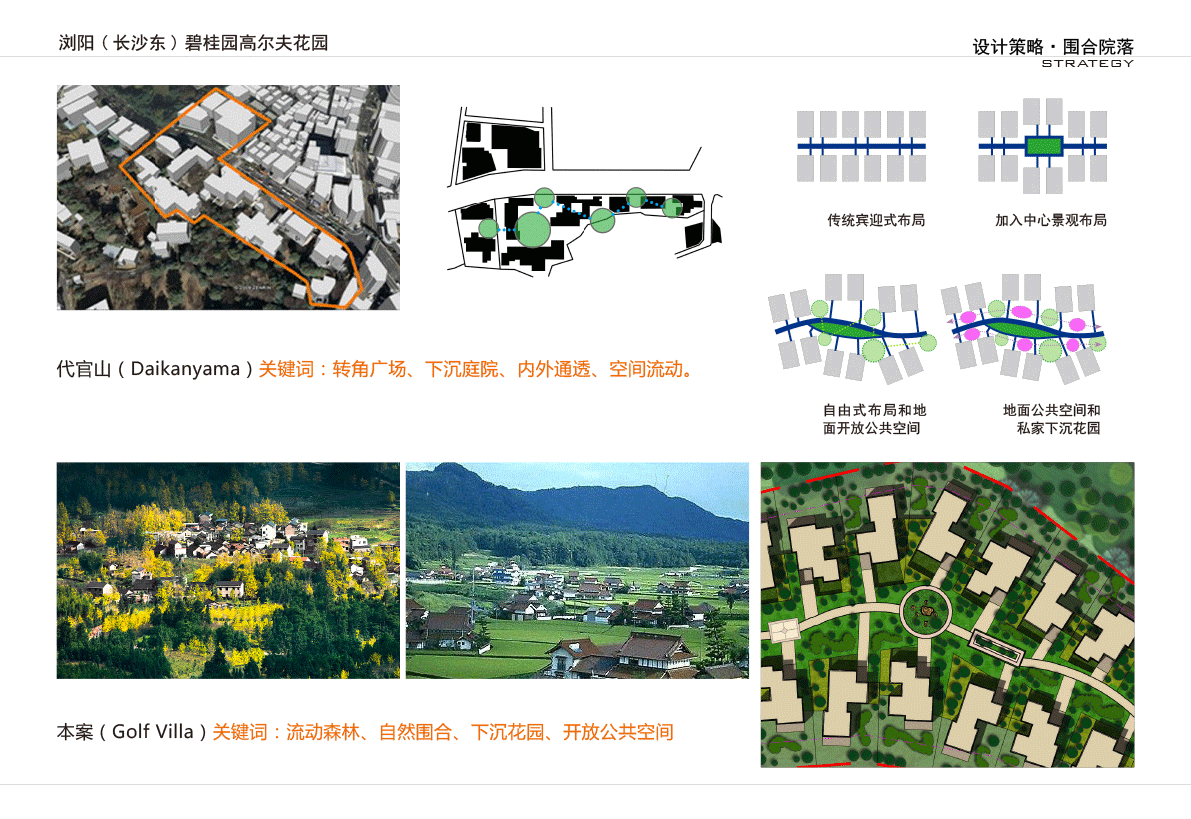 浏阳（长沙东）碧桂园高尔夫花园
设计策略·围合院落
STRATEGY
传统宾迎式布局
加入中心景观布局
代官山（Daikanyama）关键词：转角广场、下沉庭院、内外通透、空间流动。
自由式布局和地
面开放公共空间
地面公共空间和
私家下沉花园
本案（Golf Villa）关键词：流动森林、自然围合、下沉花园、开放公共空间